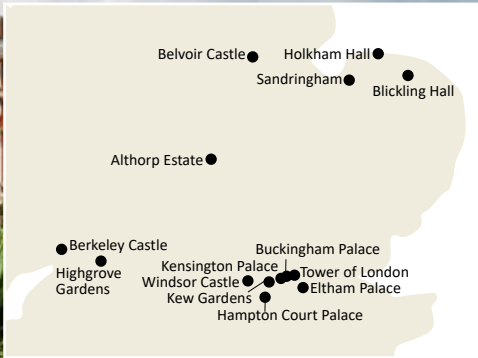 Belvoir Castle
Holkham Hall
Sandringham
Blickling Hall
Althorp Estate
Berkeley Castle
Highgrove
Gardens
Buckingham Palace
Kensington Palace
Tower of London
Windsor Castle
Eltham Palace
Kew Gardens
Hampton Court Palace